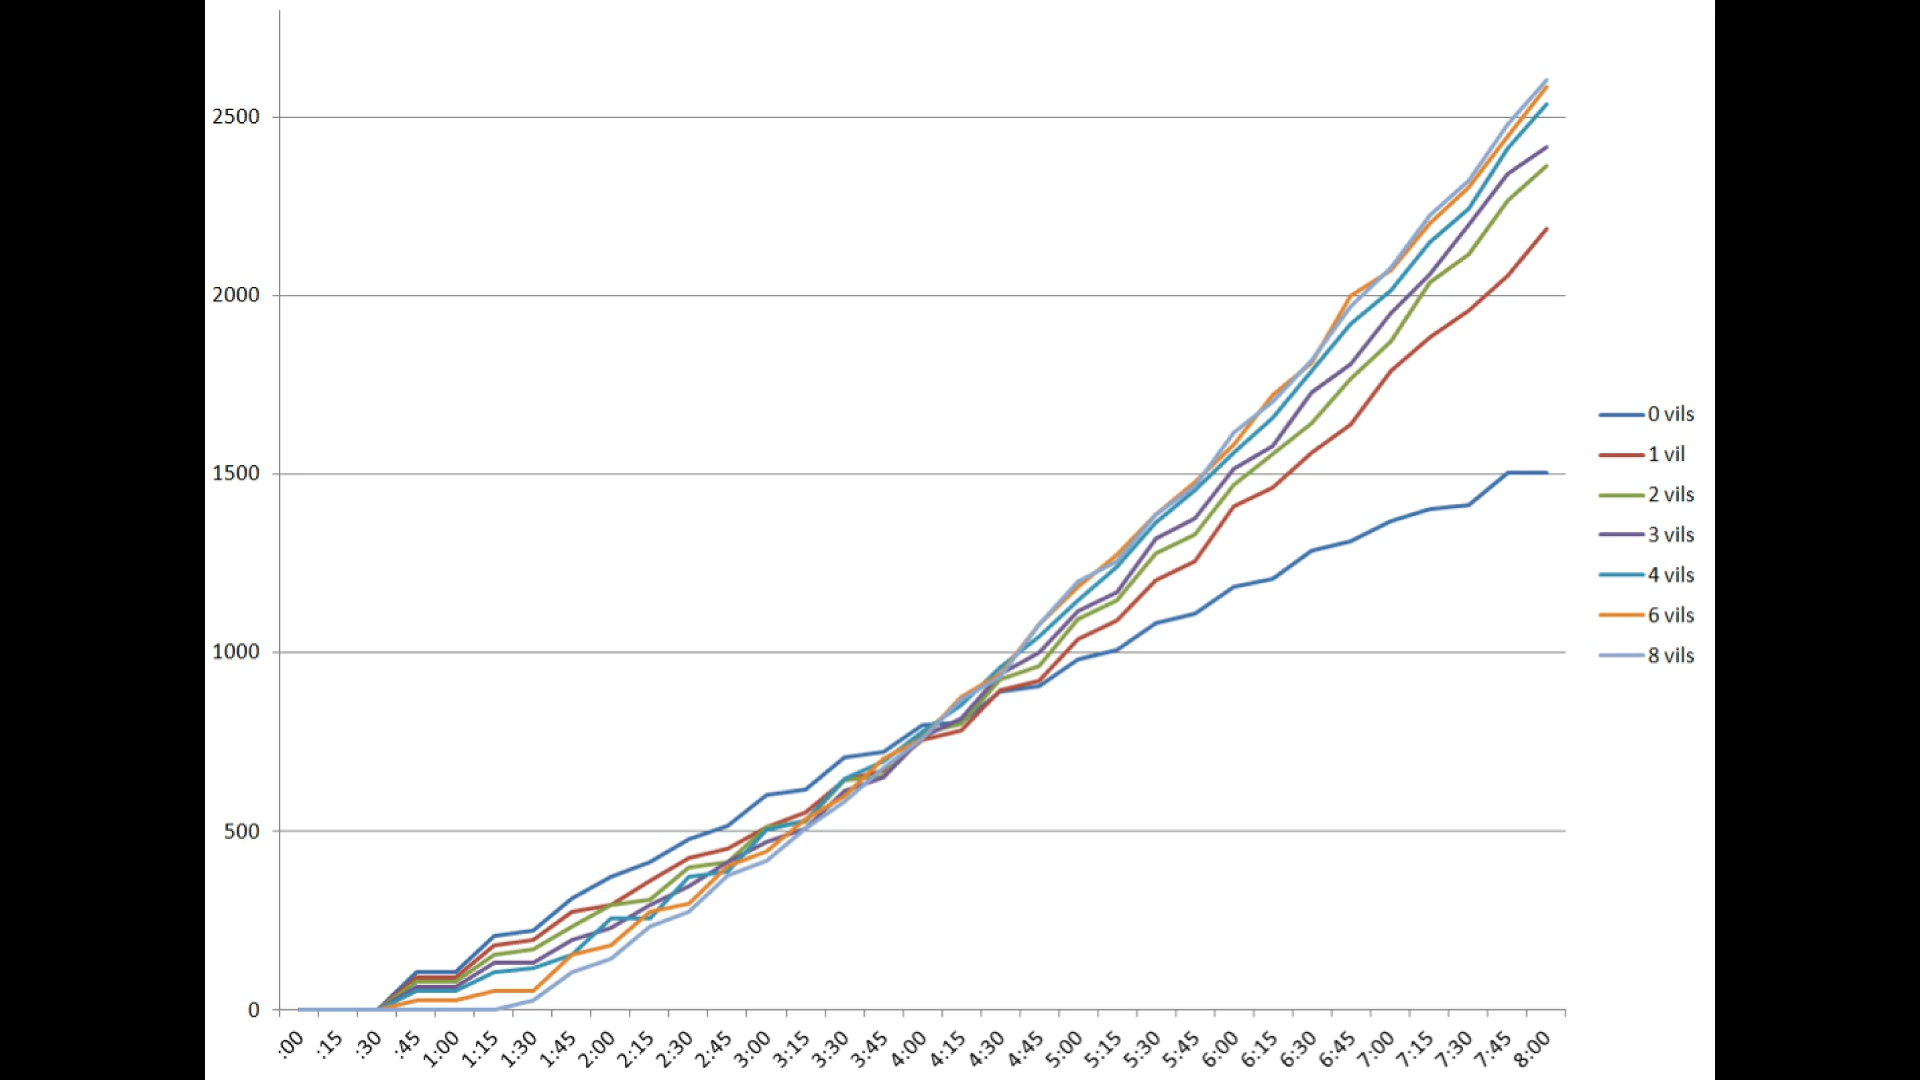 2500
2000
1500
1000
500
0
:00 :15 :30 :45 1:00 1:15 1:30 1:45 2:00 2:15 2:30 2:45 3:00 3:15 3:30 3:45 4:00 4:15 4:30 4:45 5:00 5:15 5:30 5:45 6:00 6:15 6:30 6:45 7:00 7:15 7:30 7:45 8:00
0 vils
1 vil
2 vils
3 vils
4 vils
6 vils
8 vils